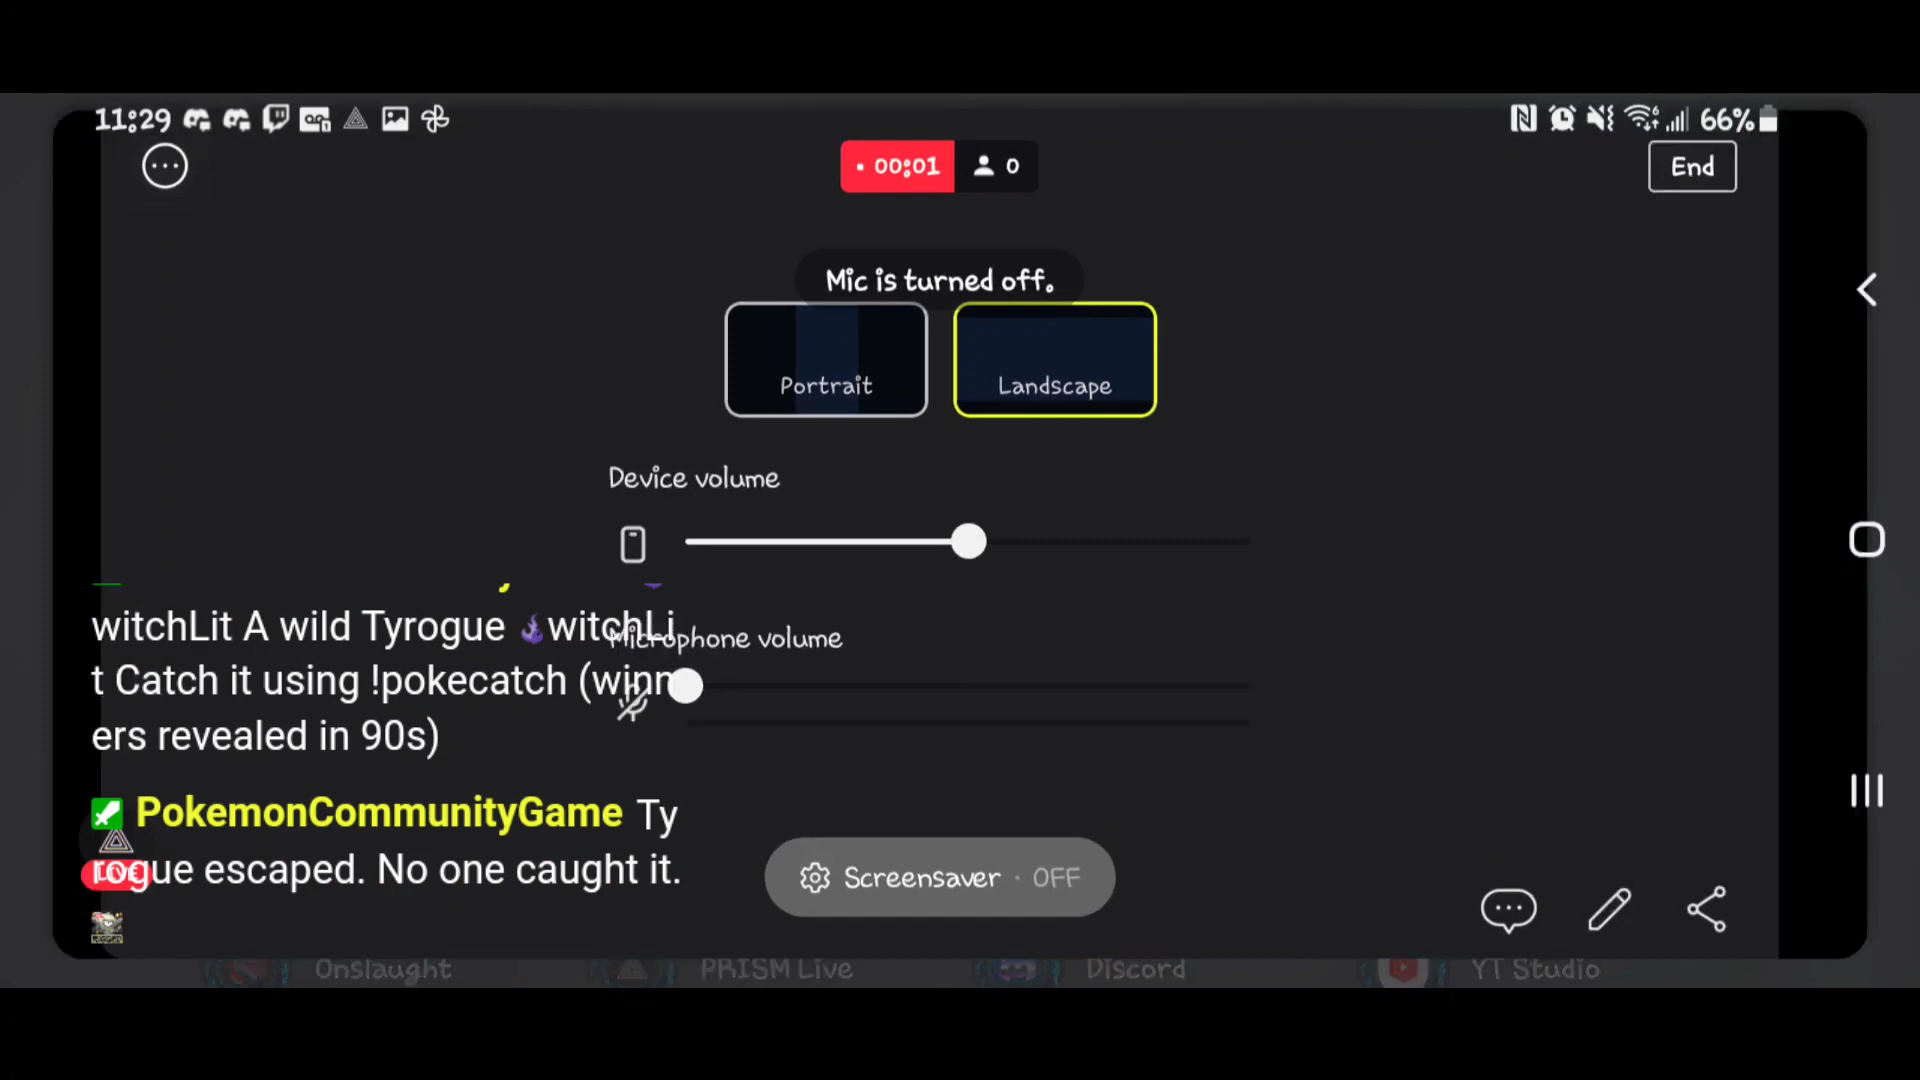 11:29
66%
00:01
0
End
Mic is turned off.
Portrait
Landscape
Device volume
witchLit A wild Tyrogue witchLi
Microphone volume
t Catch it using !pokecatch (winn
ers revealed in 90s)
PokemonCommunityGame Ty
rogue escaped. No one caught it.
LIVE
Screensaver · OFF
Onslaught
PRISM Live
Discord
YT Studio